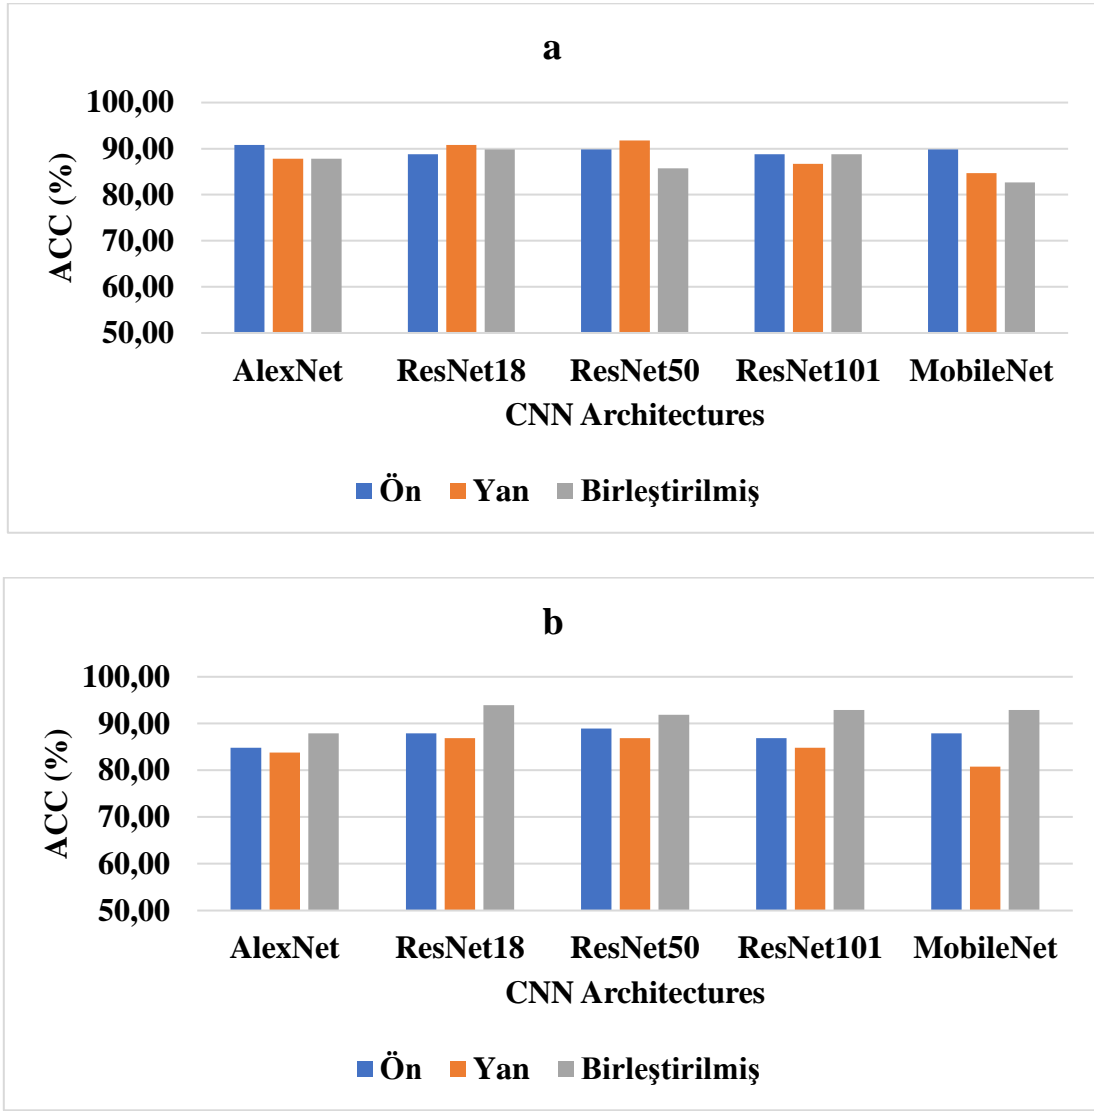 a
100,00
90,00
80,00
70,00
60,00
50,00
ACC (%)
AlexNet ResNet18 ResNet50 ResNet101 MobileNet
CNN Architectures
Ön Yan Birleştirilmiş
b
100,00
90,00
80,00
70,00
60,00
50,00
ACC (%)
AlexNet ResNet18 ResNet50 ResNet101 MobileNet
CNN Architectures
Ön Yan Birleştirilmiş